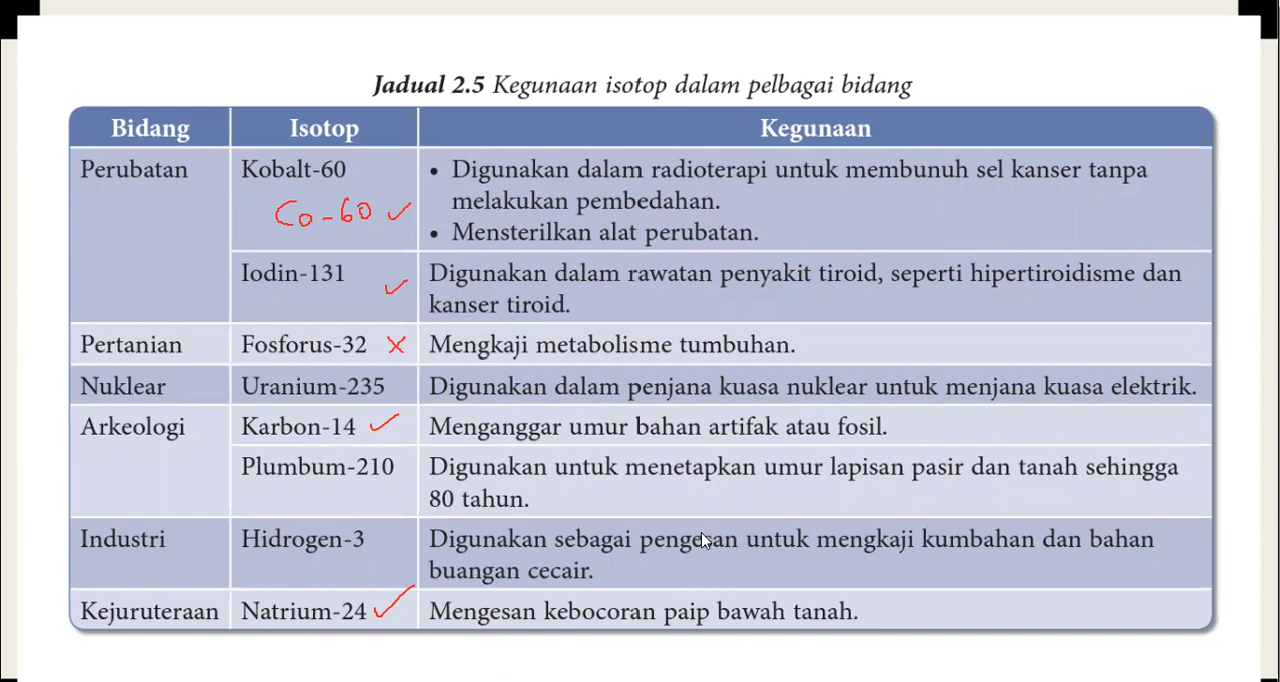 Jadual 2.5 Kegunaan isotop dalam pelbagai bidang
Bidang Isotop Kegunaan
Perubatan Kobalt-60 • Digunakan dalam radioterapi untuk membunuh sel kanser tanpa
melakukan pembedahan.
Co-60 ✓
• Mensterilkan alat perubatan.
Iodin-131 ✓ Digunakan dalam rawatan penyakit tiroid, seperti hipertiroidisme dan
kanser tiroid.
Pertanian Fosforus-32 × Mengkaji metabolisme tumbuhan.
Nuklear Uranium-235 Digunakan dalam penjana kuasa nuklear untuk menjana kuasa elektrik.
Arkeologi Karbon-14 ✓ Menganggar umur bahan artifak atau fosil.
Plumbum-210 Digunakan untuk menetapkan umur lapisan pasir dan tanah sehingga
80 tahun.
Industri Hidrogen-3 Digunakan sebagai pengesan untuk mengkaji kumbahan dan bahan
buangan cecair.
Kejuruteraan Natrium-24 ✓ Mengesan kebocoran paip bawah tanah.